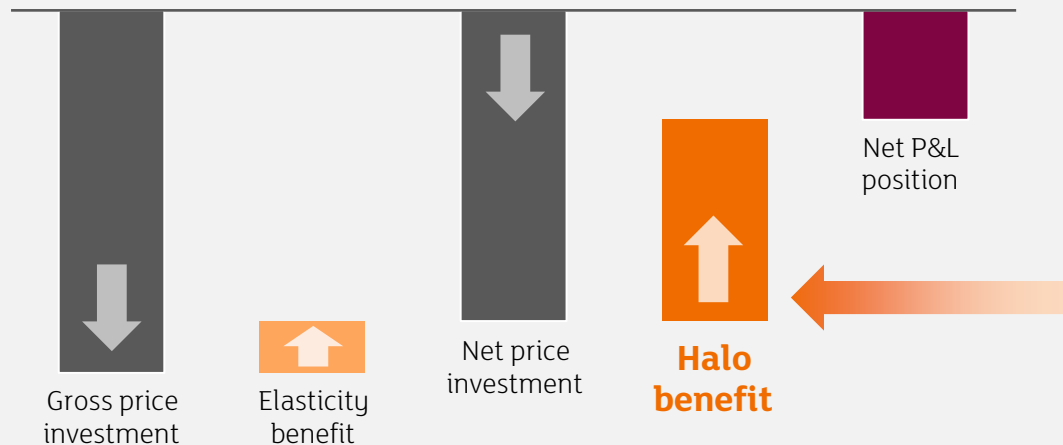 Gross price
investment
Elasticity
benefit
Net price
investment
Halo
benefit
Net P&L
position